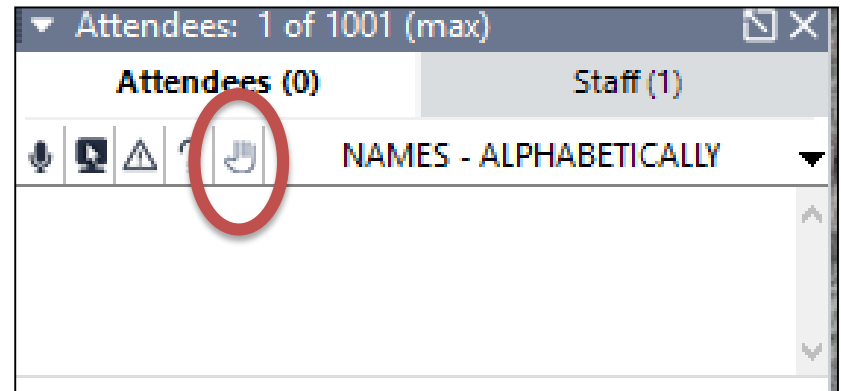 Attendees: 1 of 1001 (max)
Attendees (0) Staff (1)
? NAMES - ALPHABETICALLY